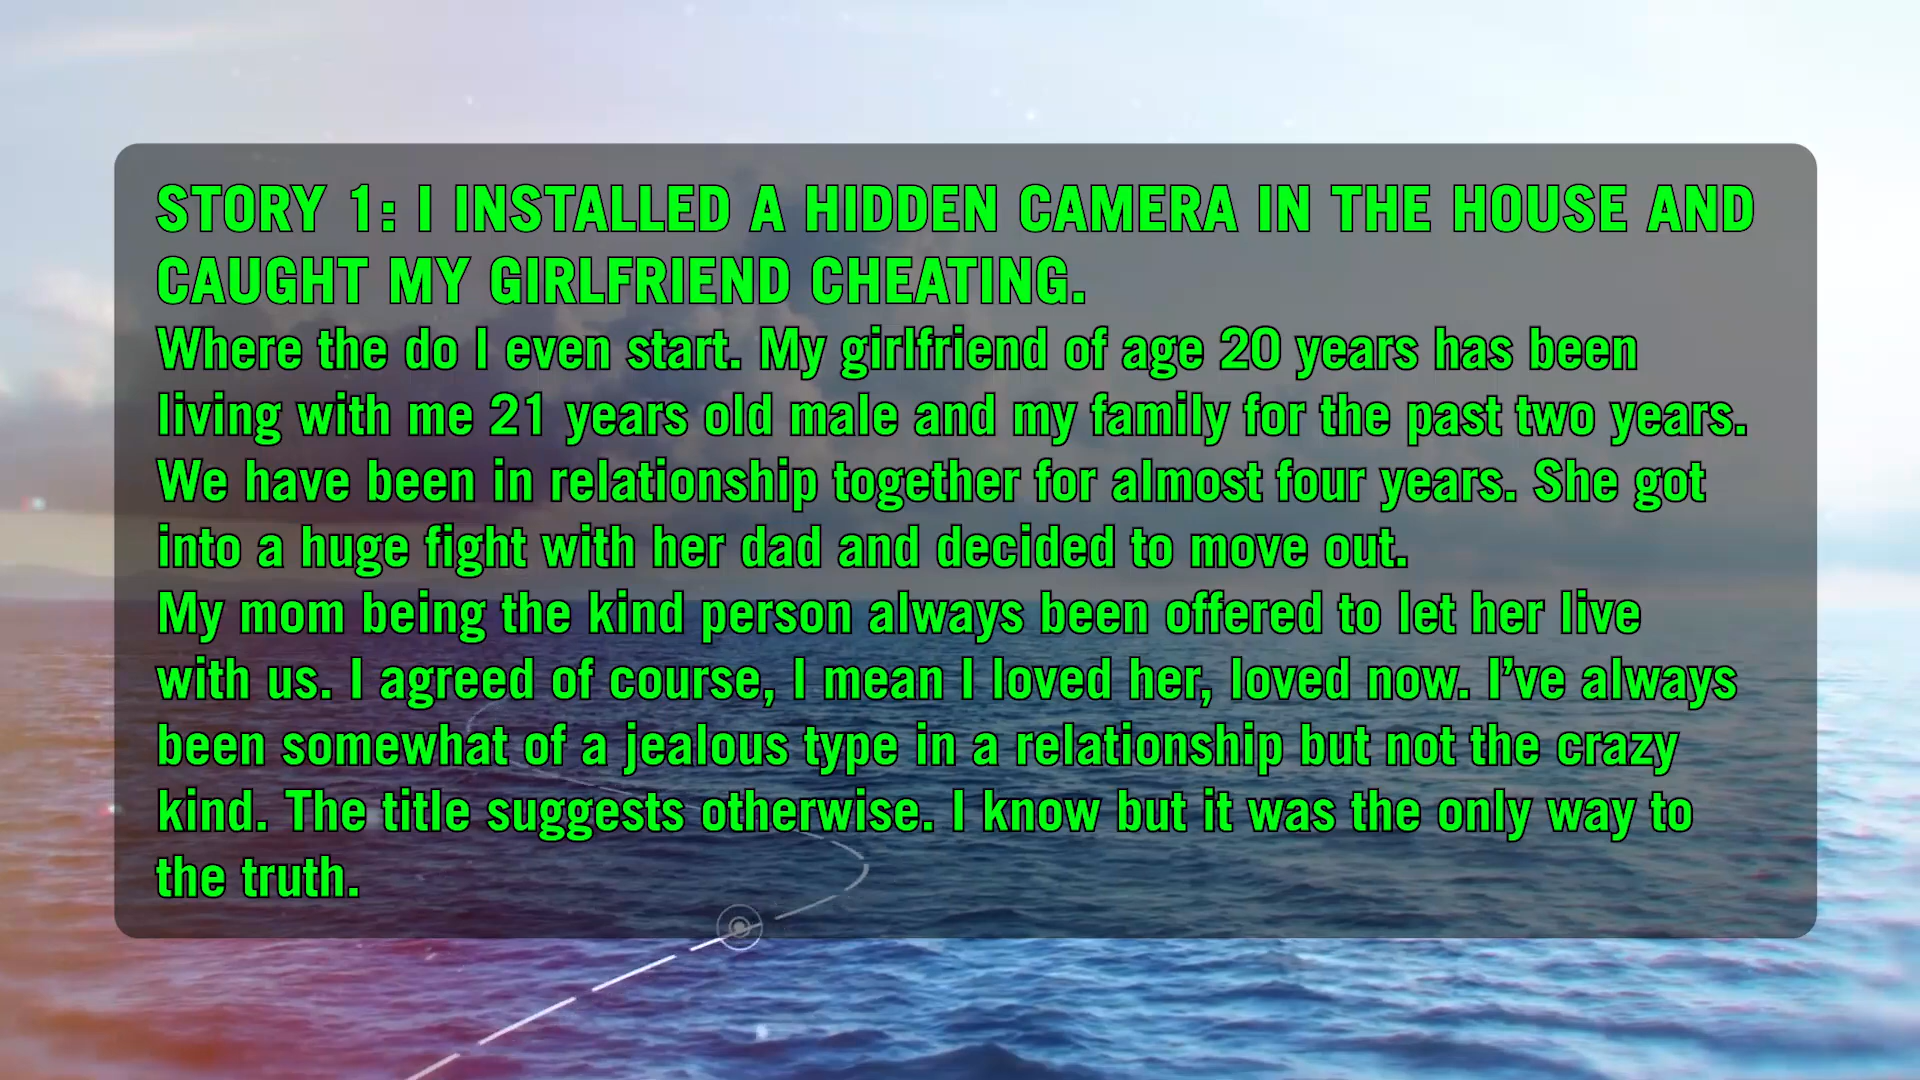 STORY 1: I INSTALLED A HIDDEN CAMERA IN THE HOUSE AND
CAUGHT MY GIRLFRIEND CHEATING.
Where the do I even start. My girlfriend of age 20 years has been
living with me 21 years old male and my family for the past two years.
We have been in relationship together for almost four years. She got
into a huge fight with her dad and decided to move out.
My mom being the kind person always been offered to let her live
with us. I agreed of course, I mean I loved her, loved now. I’ve always
been somewhat of a jealous type in a relationship but not the crazy
kind. The title suggests otherwise. I know but it was the only way to
the truth.